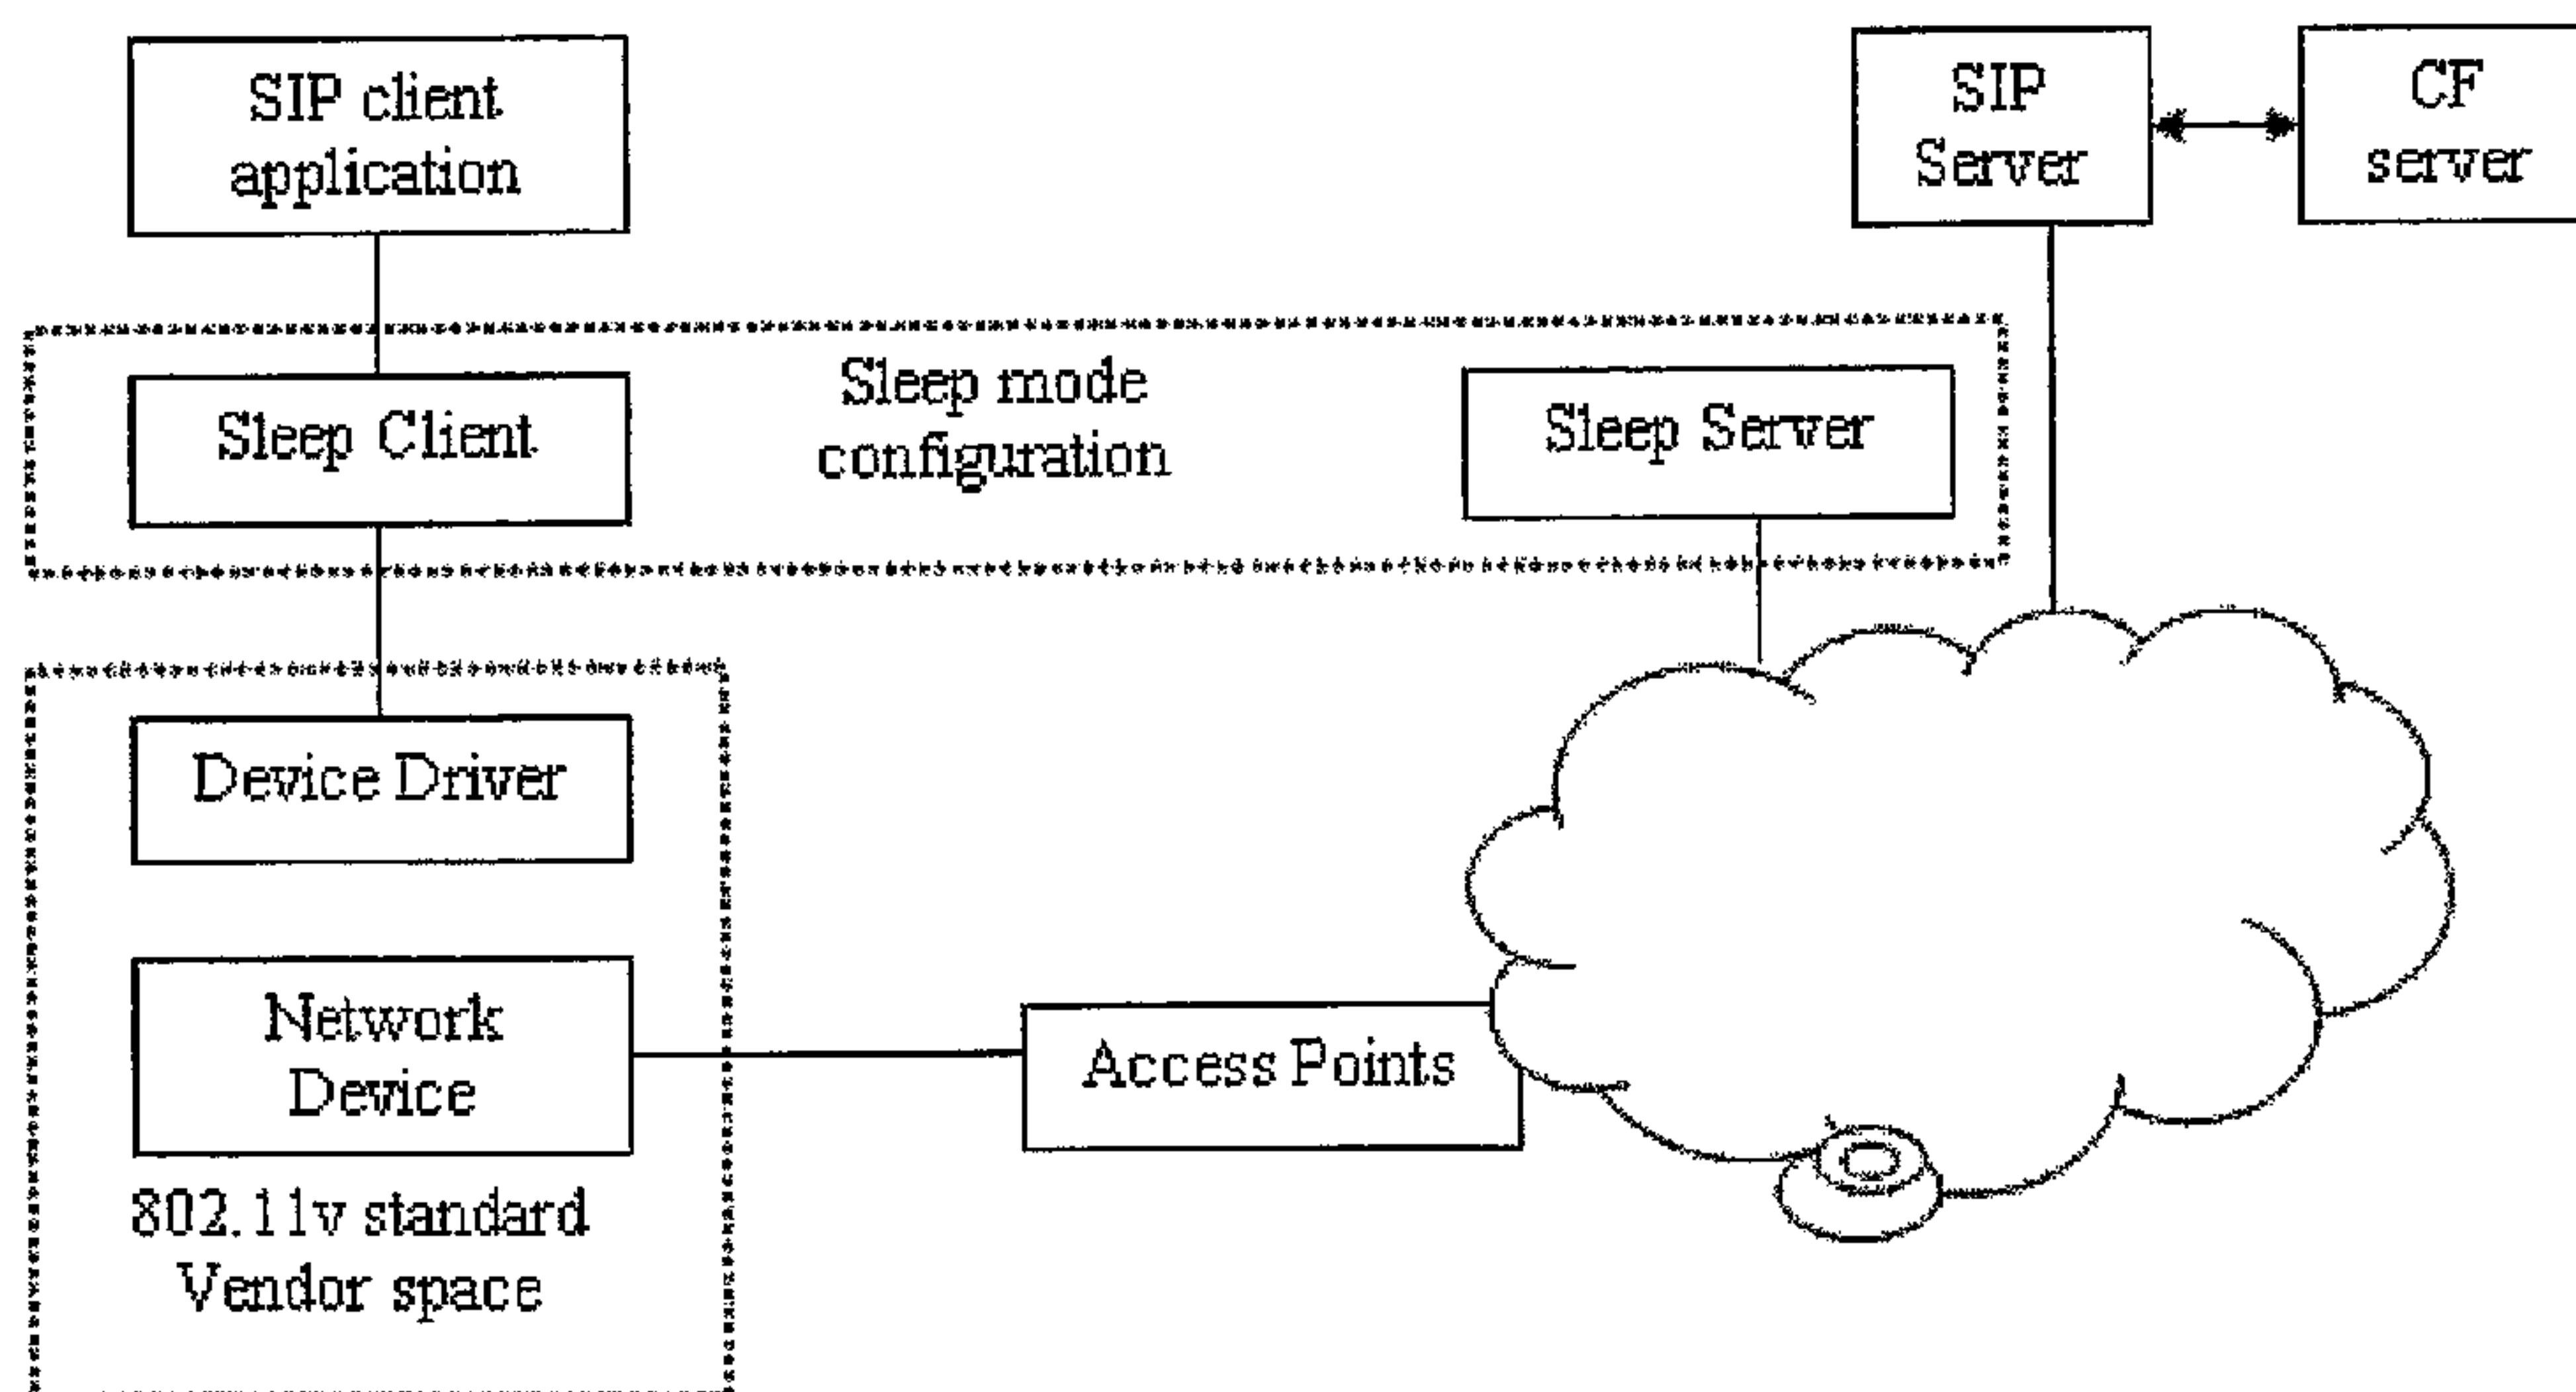 SIP client
application
SIP
Server
CF
server
Sleep Client
Sleep mode
configuration
Sleep Server
Device Driver
Network
Device
Access Points
802.11v standard
Vendor space